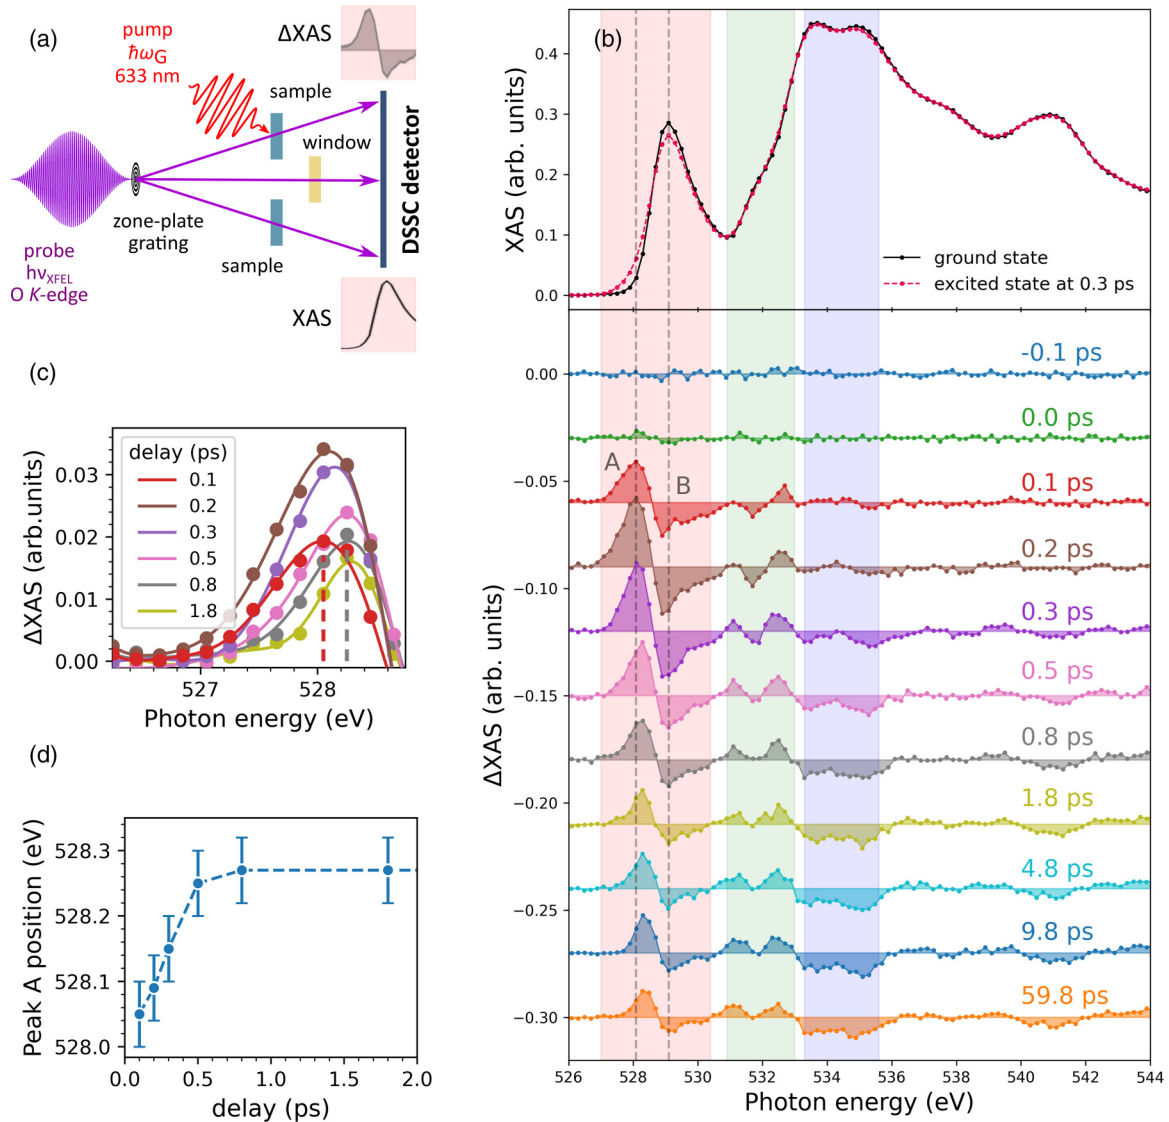 (a)
pump
ℏωG
633 nm
ΔXAS
sample
window
DSSC detector
zone-plate
grating
probe
hνXFEL
O K-edge
sample
XAS
(b)
XAS (arb. units)
0.4
0.3
0.2
0.1
0.0
ground state
excited state at 0.3 ps
ΔXAS (arb. units)
0.00
−0.05
−0.10
−0.15
−0.20
−0.25
−0.30
A
B
-0.1 ps
0.0 ps
0.1 ps
0.2 ps
0.3 ps
0.5 ps
0.8 ps
1.8 ps
4.8 ps
9.8 ps
59.8 ps
526 528 530 532 534 536 538 540 542 544
Photon energy (eV)
(c)
ΔXAS (arb.units)
0.03
0.02
0.01
0.00
delay (ps)
0.1
0.2
0.3
0.5
0.8
1.8
527 528
Photon energy (eV)
(d)
Peak A position (eV)
528.3
528.2
528.1
528.0
0.0 0.5 1.0 1.5 2.0
delay (ps)